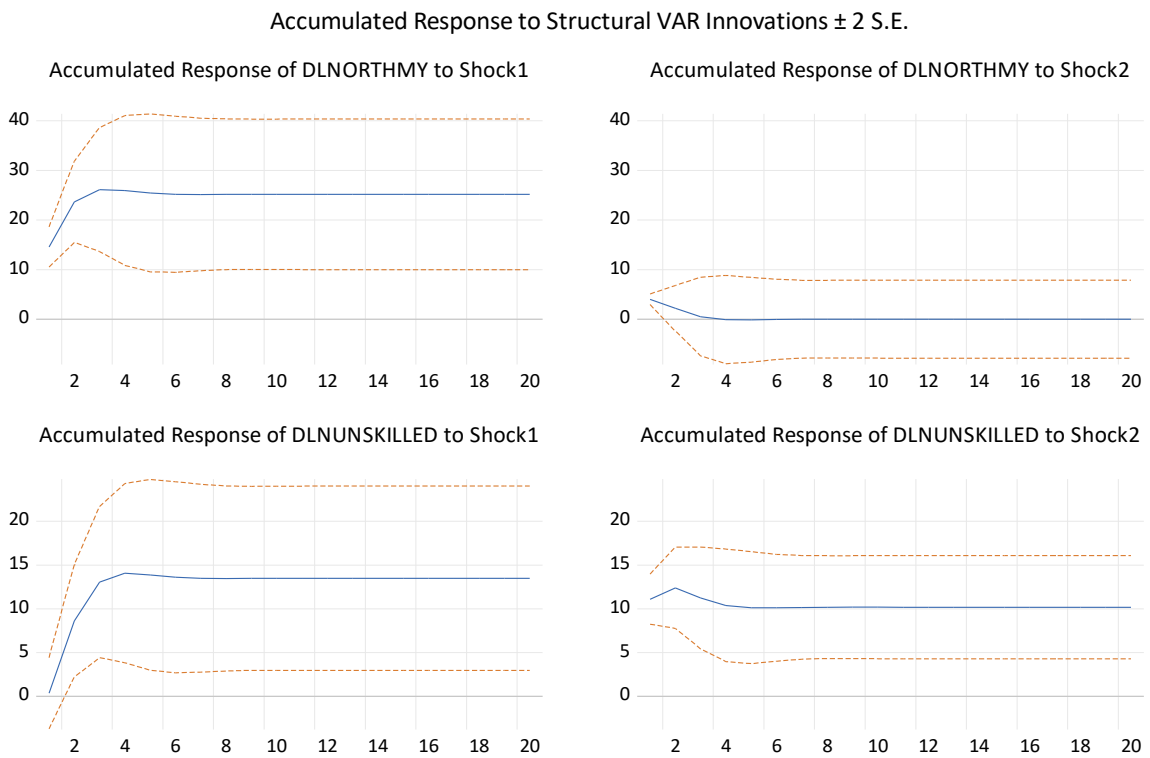 Accumulated Response to Structural VAR Innovations ± 2 S.E.
Accumulated Response of DLNORTHMY to Shock1
40
30
20
10
0
2 4 6 8 10 12 14 16 18 20
Accumulated Response of DLNORTHMY to Shock2
40
30
20
10
0
2 4 6 8 10 12 14 16 18 20
Accumulated Response of DLNUNSKILLED to Shock1
20
15
10
5
0
2 4 6 8 10 12 14 16 18 20
Accumulated Response of DLNUNSKILLED to Shock2
20
15
10
5
0
2 4 6 8 10 12 14 16 18 20